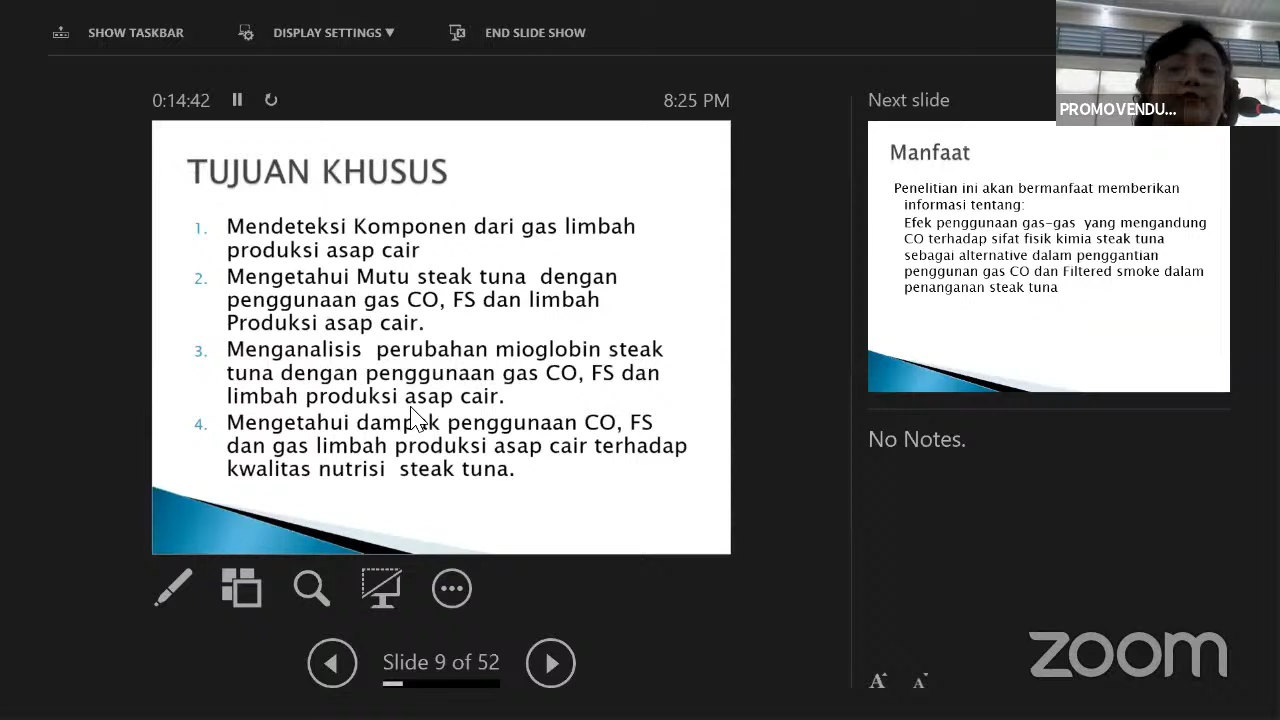 SHOW TASKBAR
DISPLAY SETTINGS ▼
END SLIDE SHOW
0:14:42
8:25 PM
TUJUAN KHUSUS
1. Mendeteksi Komponen dari gas limbah
produksi asap cair
2. Mengetahui Mutu steak tuna dengan
penggunaan gas CO, FS dan limbah
Produksi asap cair.
3. Menganalisis perubahan mioglobin steak
tuna dengan penggunaan gas CO, FS dan
limbah produksi asap cair.
4. Mengetahui dampak penggunaan CO, FS
dan gas limbah produksi asap cair terhadap
kwalitas nutrisi steak tuna.
Slide 9 of 52
Next slide
PROMOVENDU...
Manfaat
Penelitian ini akan bermanfaat memberikan
informasi tentang:
Efek penggunaan gas-gas yang mengandung
CO terhadap sifat fisik kimia steak tuna
sebagai alternative dalam penggantian
penggunan gas CO dan Filtered smoke dalam
penanganan steak tuna
No Notes.
A A
zoom